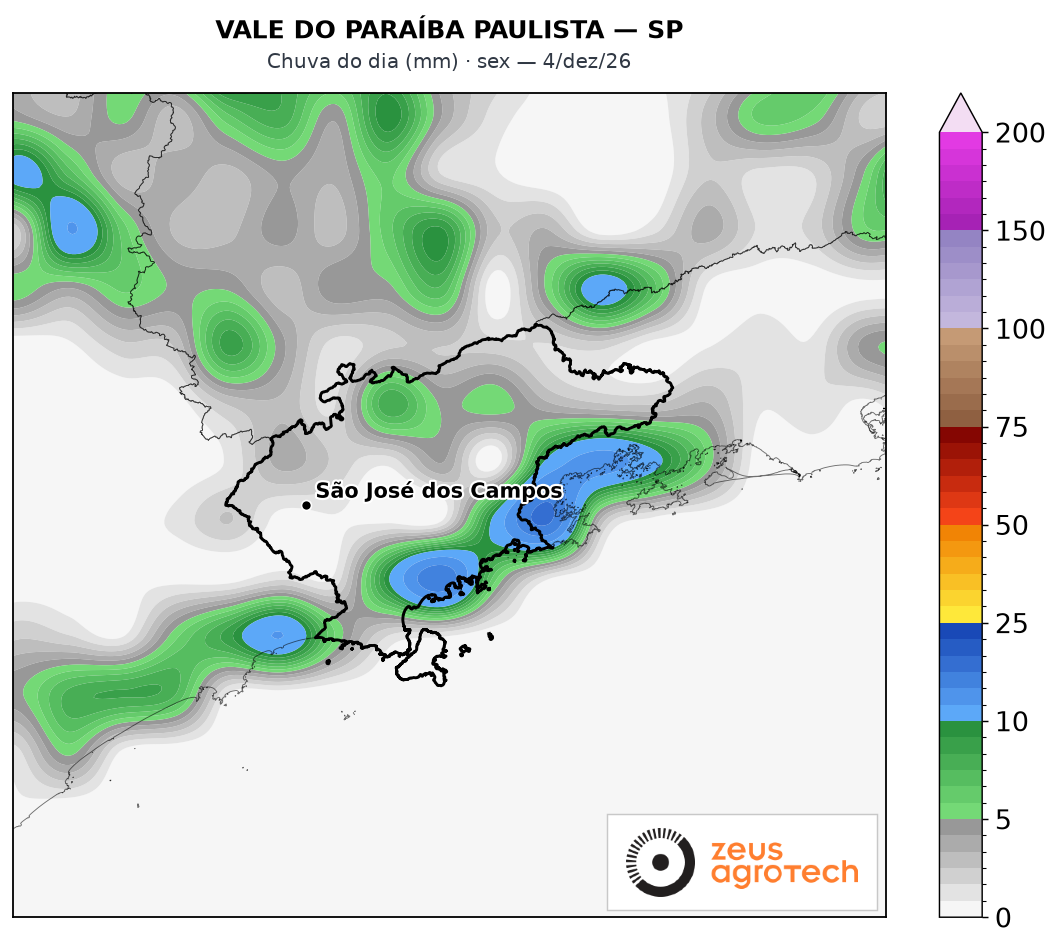 VALE DO PARAÍBA PAULISTA — SP
Chuva do dia (mm) · sex — 4/dez/26
200
150
100
75
50
25
10
5
0
São José dos Campos
zeus
agrotech